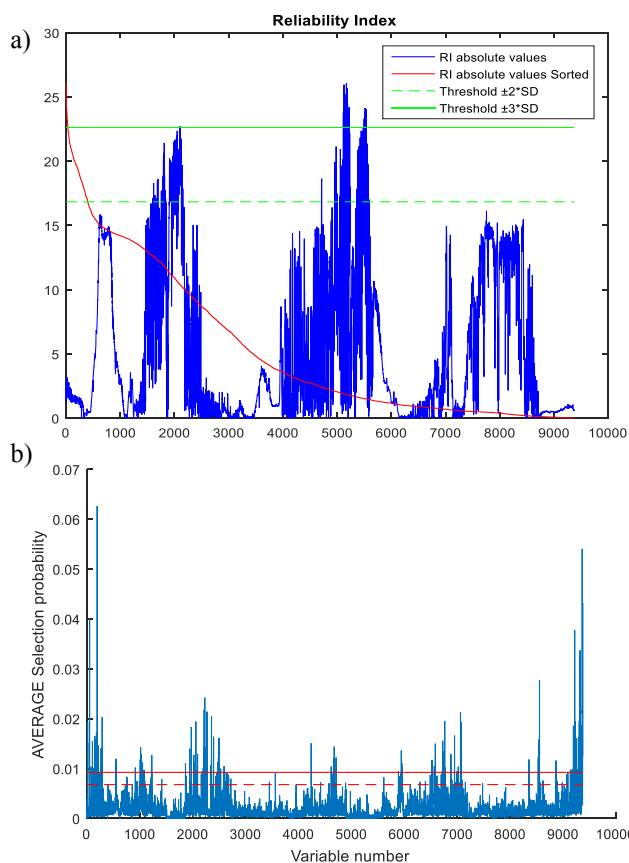 Reliability Index
a)
30
25
20
15
10
5
0
RI absolute values
RI absolute values Sorted
Threshold ±2*SD
Threshold ±3*SD
0 1000 2000 3000 4000 5000 6000 7000 8000 9000 10000
b)
0.07
0.06
0.05
0.04
0.03
0.02
0.01
0
AVERAGE Selection probability
0 1000 2000 3000 4000 5000 6000 7000 8000 9000 10000
Variable number